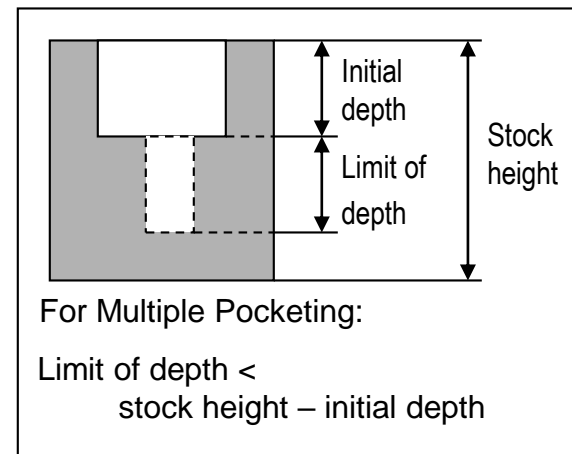 Initial
depth
Stock
height
Limit of
depth
For Multiple Pocketing:
Limit of depth <
stock height – initial depth